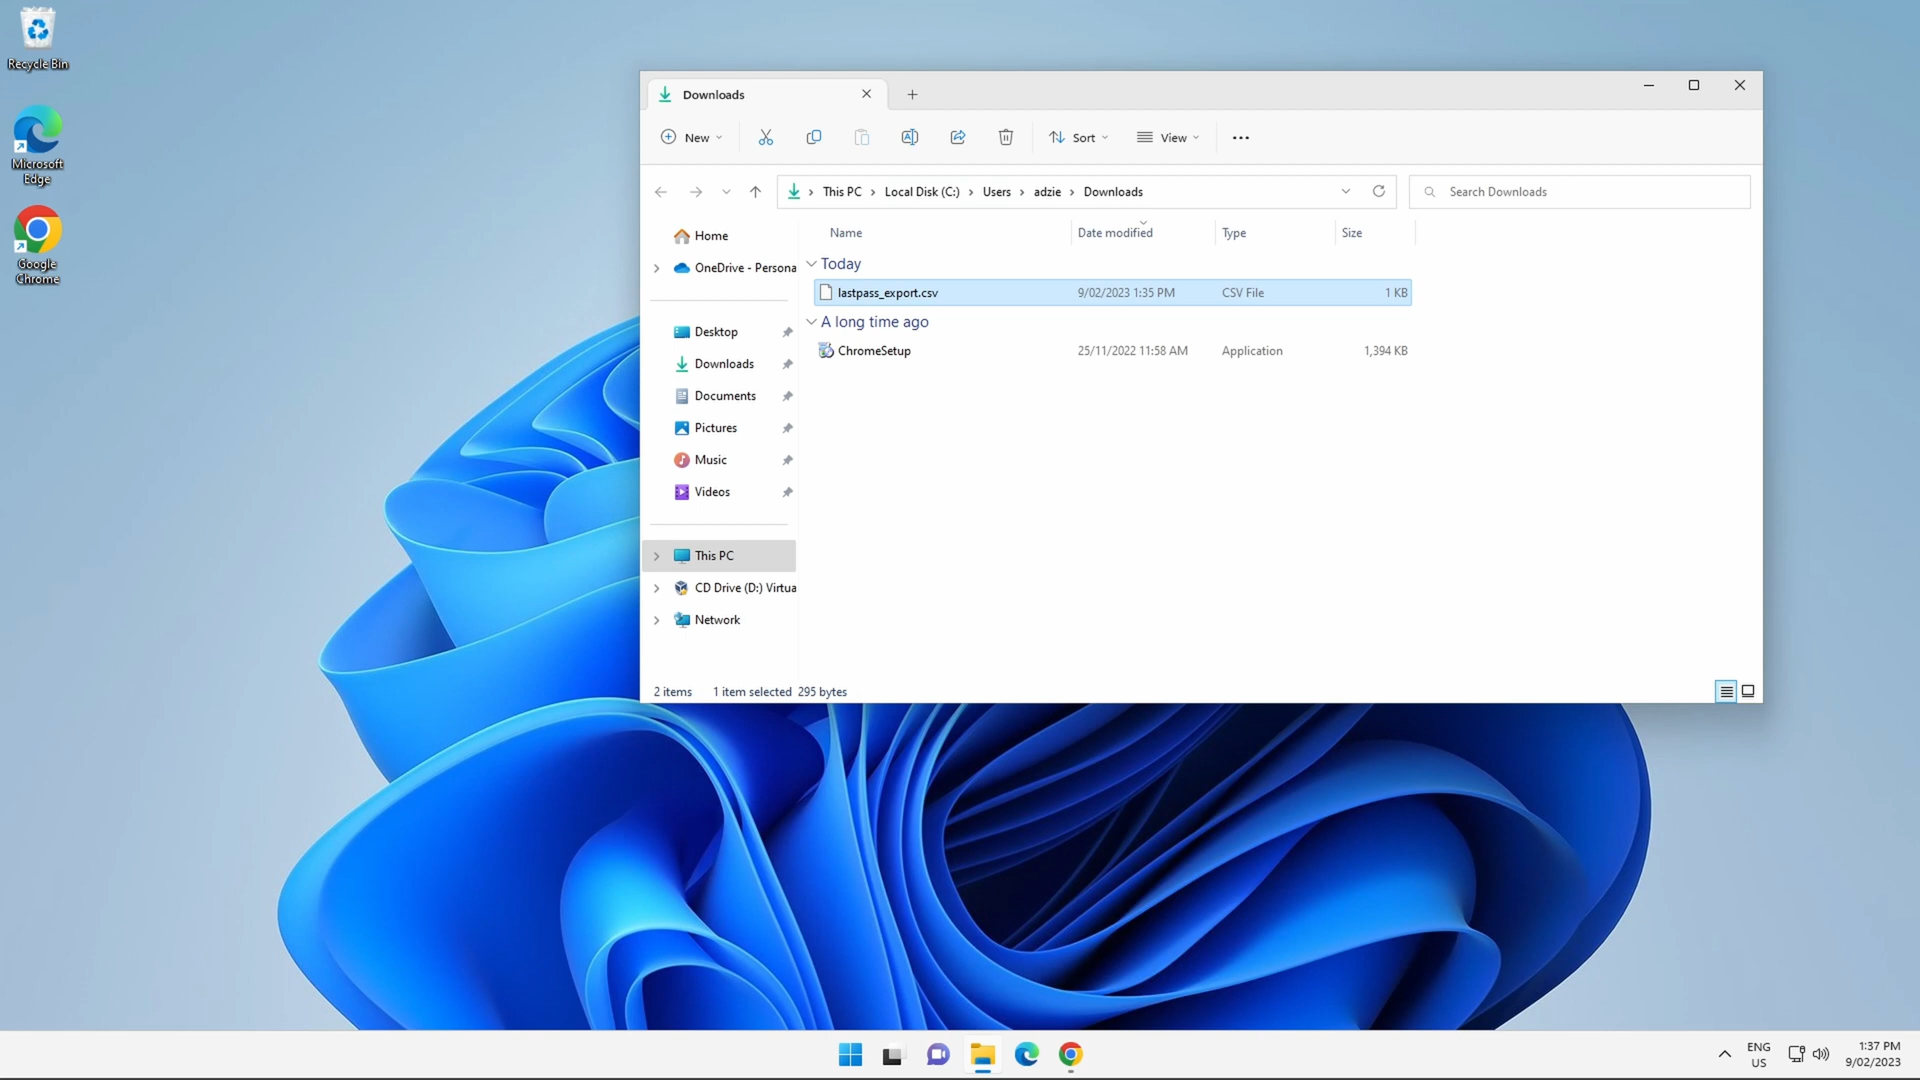 Recycle Bin
Microsoft
Edge
Google
Chrome
Downloads
New
Sort
View
This PC
Local Disk (C:)
Users
adzie
Downloads
Search Downloads
Name
Date modified
Type
Size
Home
OneDrive - Persona
Desktop
Downloads
Documents
Pictures
Music
Videos
This PC
CD Drive (D:) Virtua
Network
Today
lastpass_export.csv 9/02/2023 1:35 PM CSV File 1 KB
A long time ago
ChromeSetup 25/11/2022 11:58 AM Application 1,394 KB
2 items 1 item selected 295 bytes
ENG
US
1:37 PM
9/02/2023